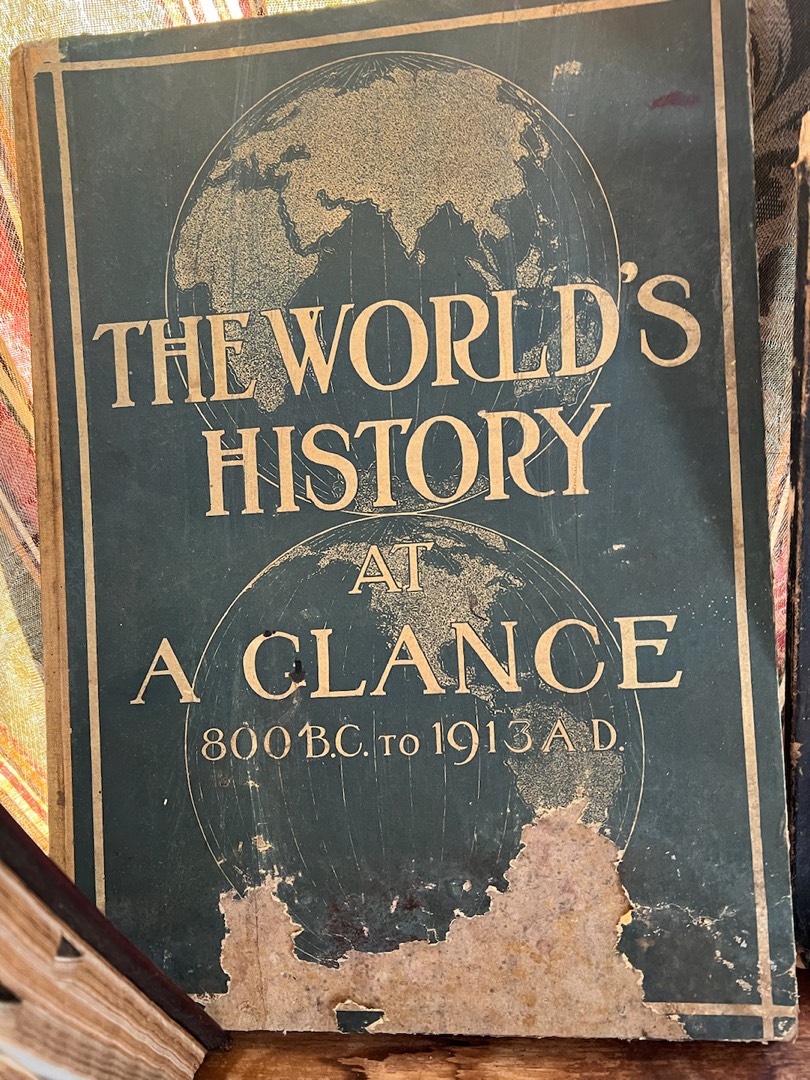 THE WORLD'S
HISTORY
AT
A GLANCE
800 B.C. TO 1913 A.D.